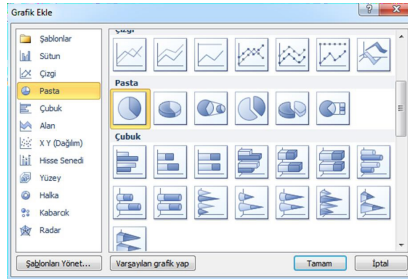 Grafik Ekle
Şablonlar
Sütun
Çizgi
Pasta
Çubuk
Alan
X Y (Dağılım)
Hisse Senedi
Yüzey
Halka
Kabarcık
Radar
Çizgi
Pasta
Çubuk
Şablonları Yönet...
Varsayılan grafik yap
Tamam
İptal